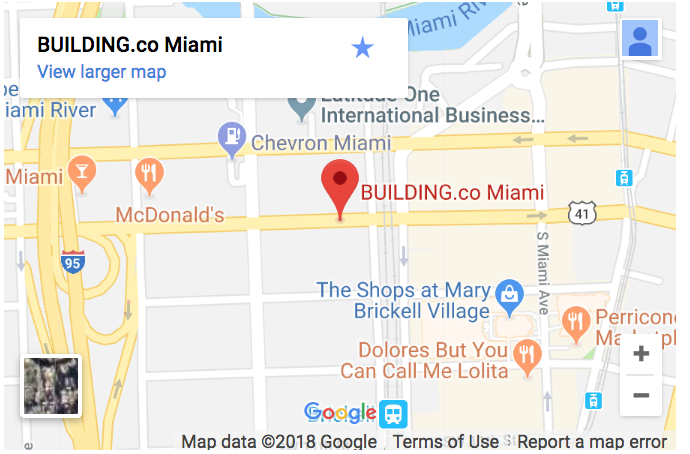 BUILDING.co Miami
View larger map
Miami River
iami River
Latitude One
International Business...
Chevron Miami
Miami
McDonald's
BUILDING.co Miami
41
95
S Miami Ave
The Shops at Mary
Brickell Village
Perricone
Marketpl
Dolores But You
Can Call Me Lolita
Google
Map data ©2018 Google
Terms of Use
Report a map error